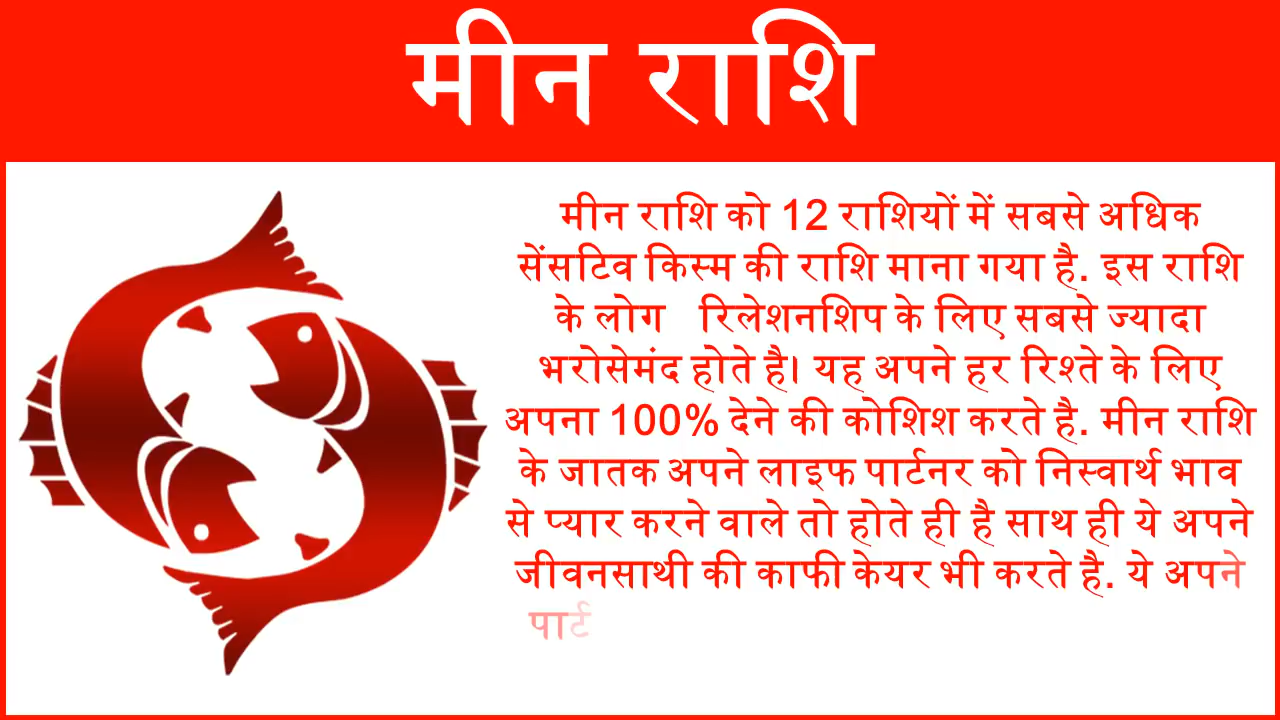 मीन राशि
मीन राशि को 12 राशियों में सबसे अधिक
सेंसटिव किस्म की राशि माना गया है. इस राशि
के लोग रिलेशनशिप के लिए सबसे ज्यादा
भरोसेमंद होते है। यह अपने हर रिश्ते के लिए
अपना 100% देने की कोशिश करते है. मीन राशि
के जातक अपने लाइफ पार्टनर को निस्वार्थ भाव
से प्यार करने वाले तो होते ही है साथ ही ये अपने
जीवनसाथी की काफी केयर भी करते है. ये अपने
पार्ट